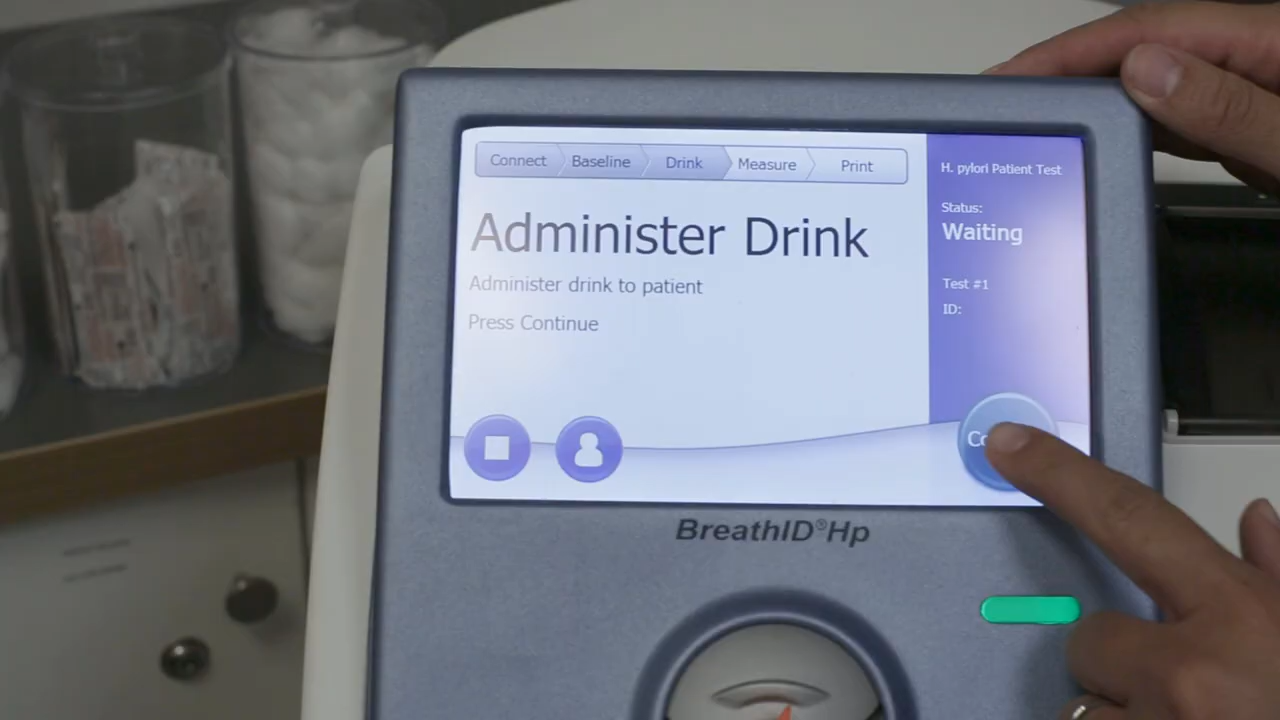 Connect Baseline Drink Measure Print
Administer Drink
Administer drink to patient
Press Continue
H. pylori Patient Test
Status:
Waiting
Test #1
ID:
BreathID®Hp